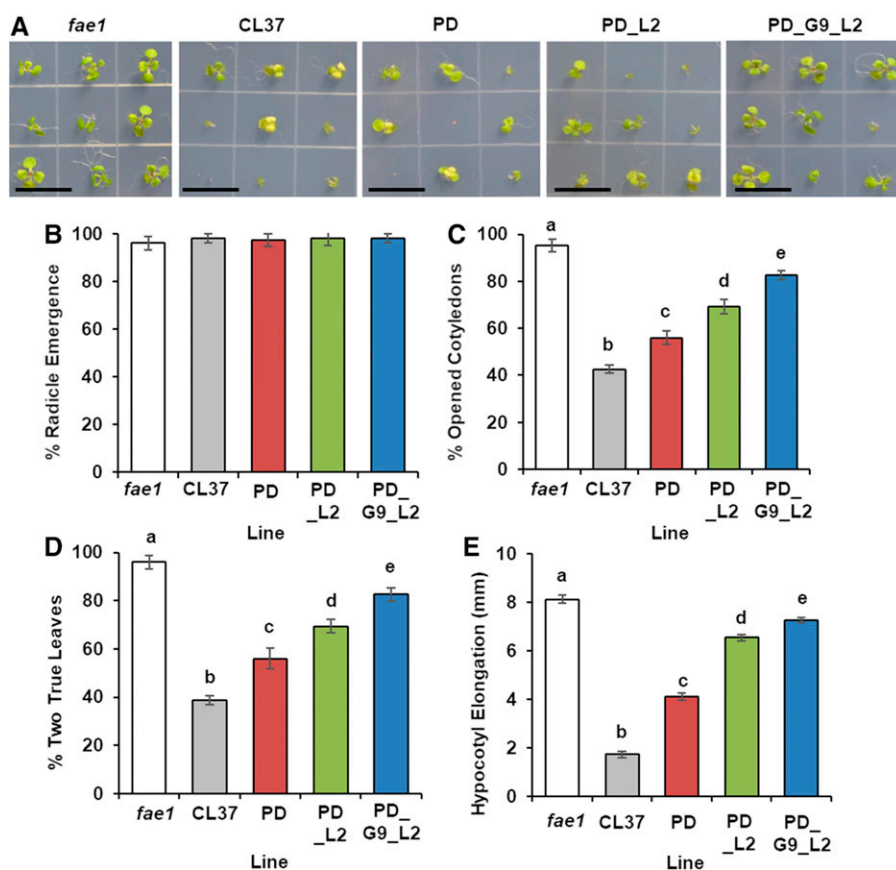 A
fae1 CL37 PD PD_L2 PD_G9_L2
B
% Radicle Emergence
100
80
60
40
20
0
fae1 CL37 PD PD PD_
_L2 G9_L2
Line
C
% Opened Cotyledons
100
80
60
40
20
0
a
b
c
d
e
fae1 CL37 PD PD PD_
_L2 G9_L2
Line
D
% Two True Leaves
100
80
60
40
20
0
a
b
c
d
e
fae1 CL37 PD PD PD_
_L2 G9_L2
Line
E
Hypocotyl Elongation (mm)
10
8
6
4
2
0
a
b
c
d
e
fae1 CL37 PD PD PD_
_L2 G9_L2
Line